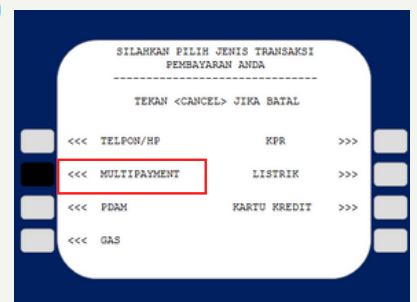 SILAHKAN PILIH JENIS TRANSAKSI
PEMBAYARAN ANDA
------------------------------
TEKAN <CANCEL> JIKA BATAL
<<< TELPON/HP KPR >>>
<<< MULTIPAYMENT LISTRIK >>>
<<< PDAM KARTU KREDIT >>>
<<< GAS